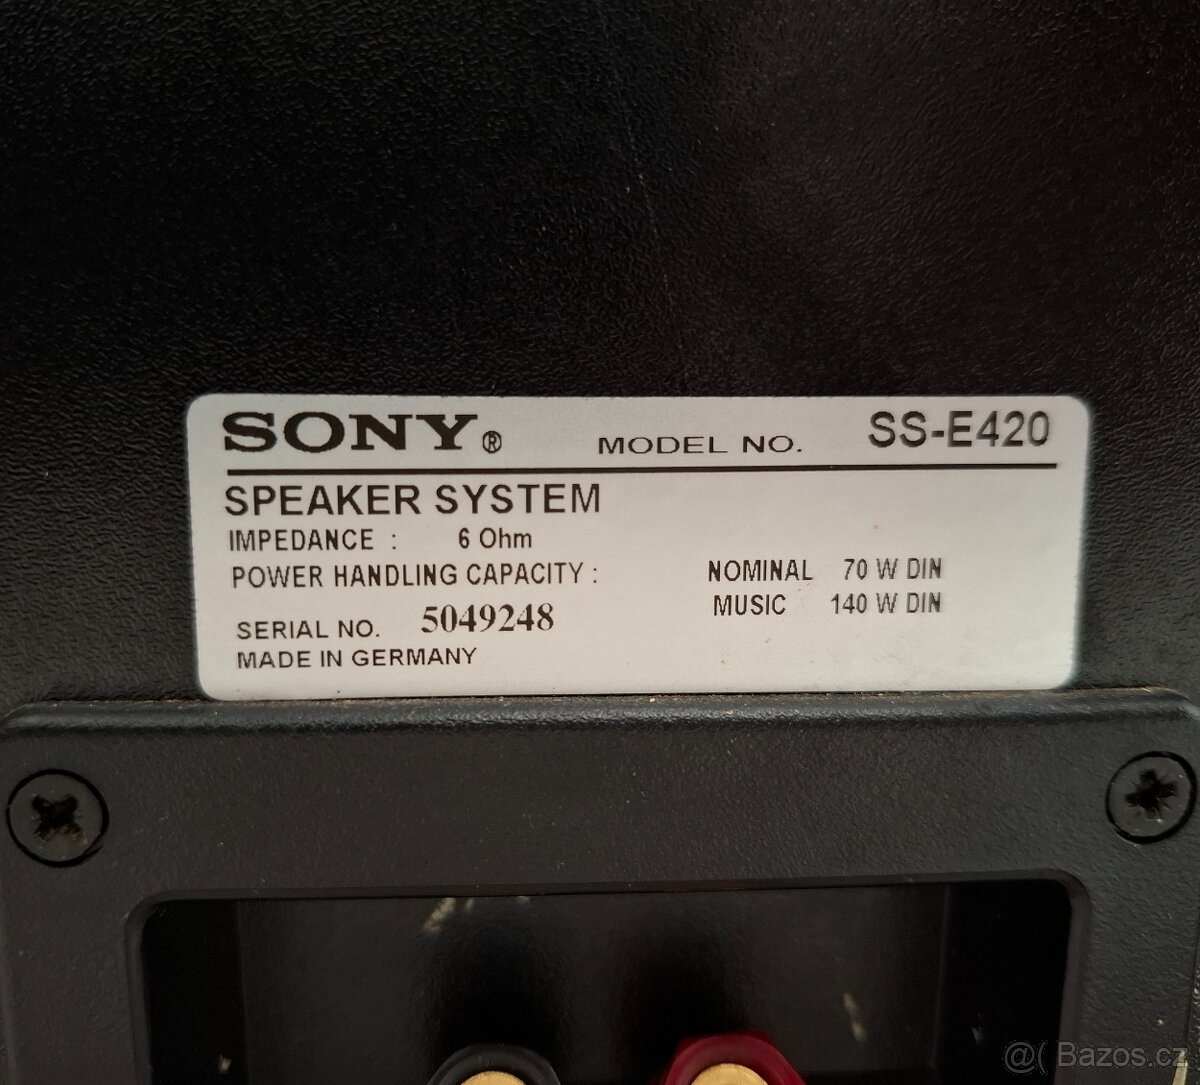 SONY® MODEL NO. SS-E420
SPEAKER SYSTEM
IMPEDANCE : 6 Ohm
POWER HANDLING CAPACITY : NOMINAL 70 W DIN
MUSIC 140 W DIN
SERIAL NO. 5049248
MADE IN GERMANY
@( Bazos.cz